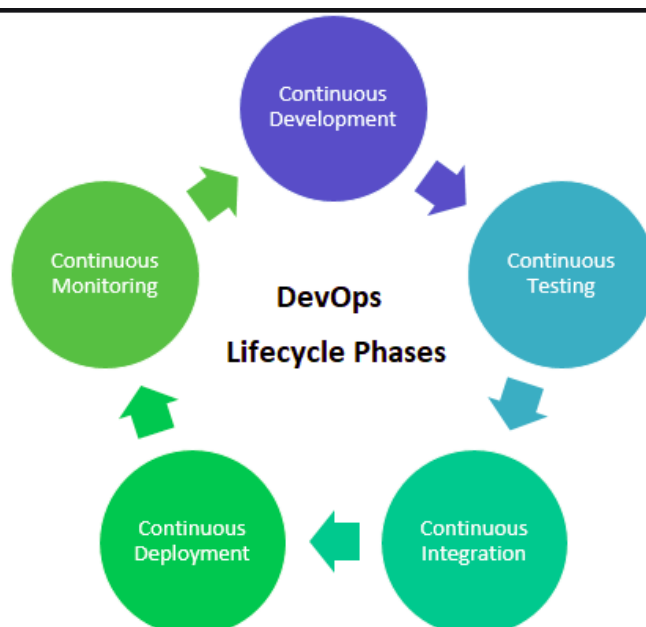 Continuous
Development
Continuous
Monitoring
Continuous
Testing
DevOps
Lifecycle Phases
Continuous
Deployment
Continuous
Integration